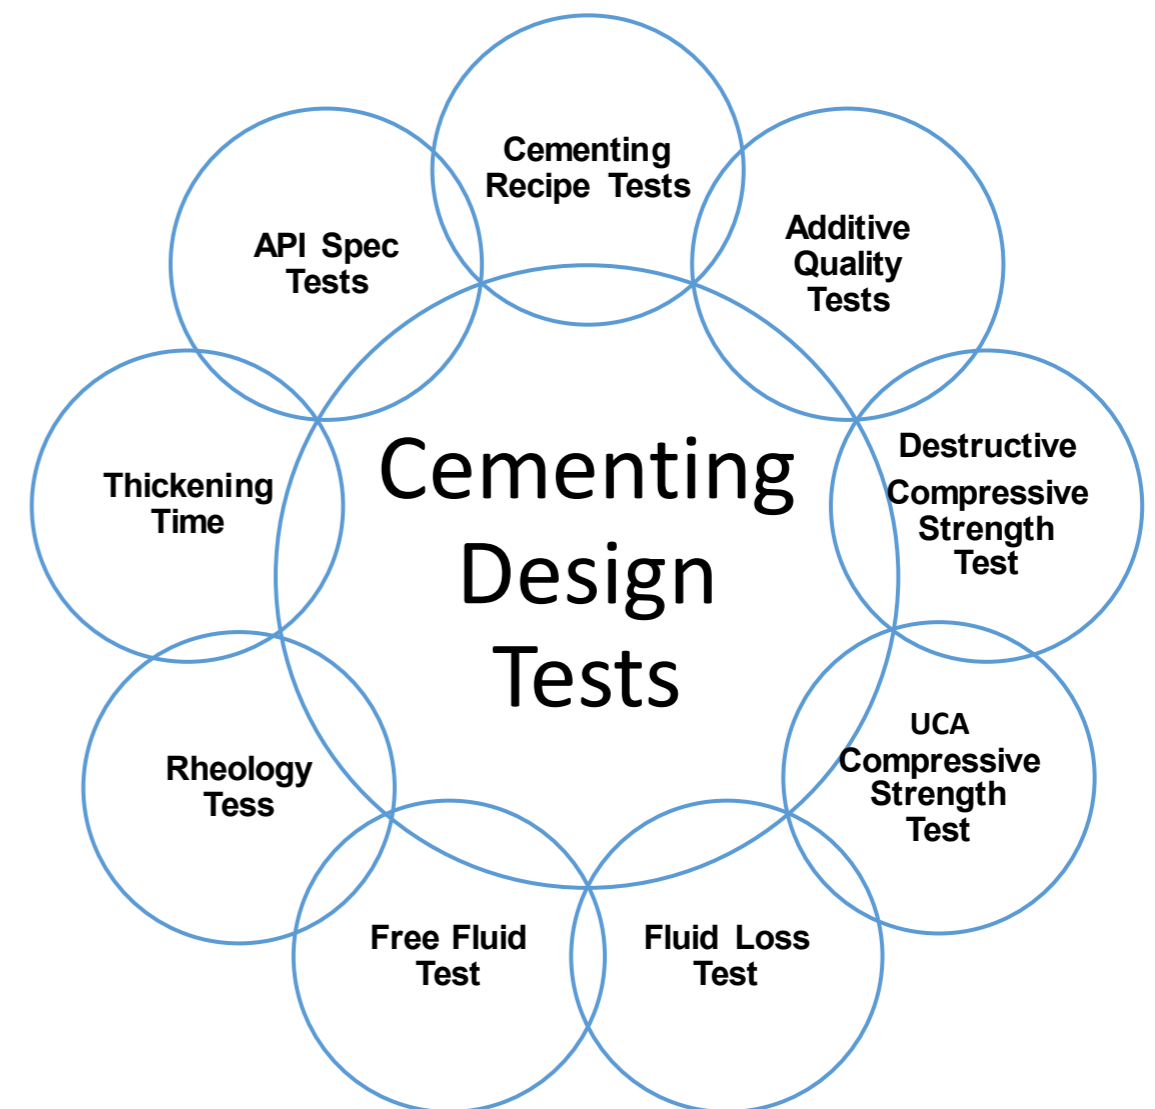 Cementing
Recipe Tests
Additive
Quality
Tests
Destructive
Compressive
Strength
Test
UCA
Compressive
Strength
Test
Fluid Loss
Test
Free Fluid
Test
Rheology
Tess
Thickening
Time
API Spec
Tests
Cementing
Design
Tests